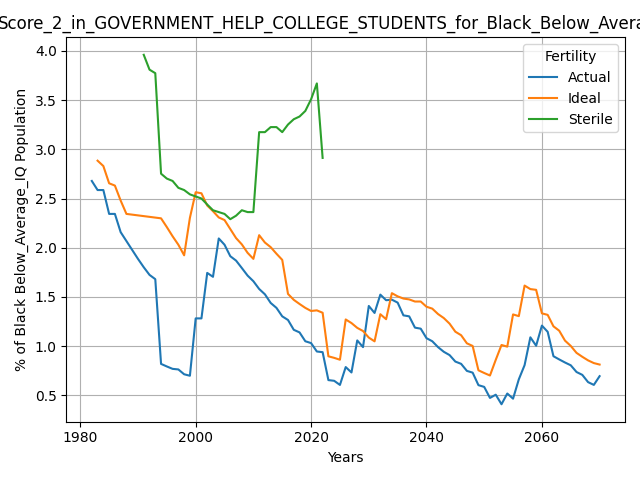 Score_2_in_GOVERNMENT_HELP_COLLEGE_STUDENTS_for_Black_Below_Avera
Fertility
Actual
Ideal
Sterile
% of Black Below_Average_IQ Population
4.0
3.5
3.0
2.5
2.0
1.5
1.0
0.5
1980 2000 2020 2040 2060
Years